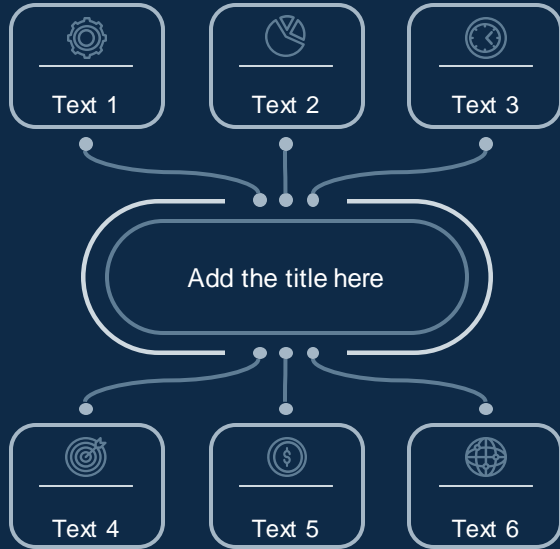 Text 1
Text 2
Text 3
Add the title here
Text 4
Text 5
$
Text 6